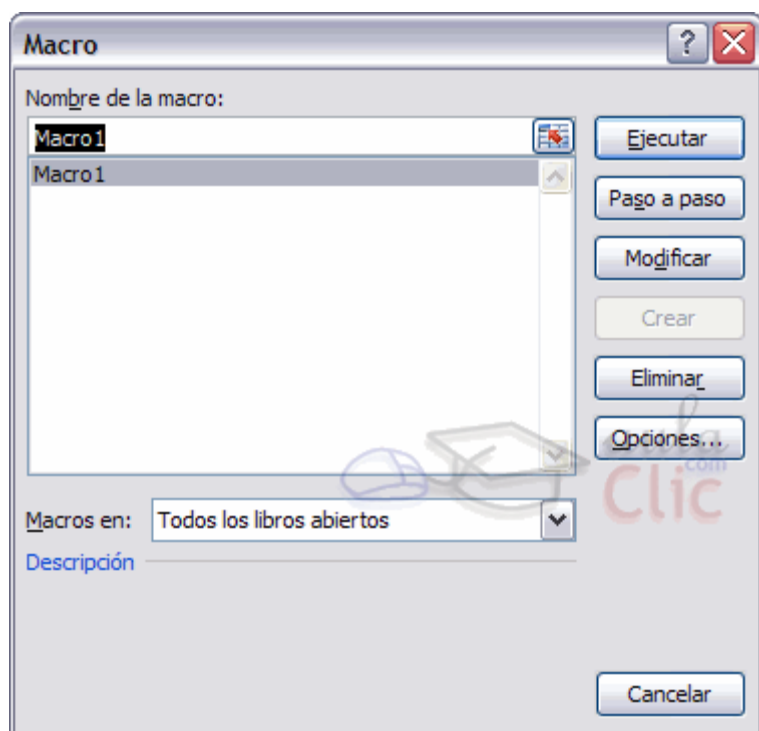 Macro
Nombre de la macro:
Macro1
Macro1
Ejecutar
Paso a paso
Modificar
Crear
Eliminar
Opciones...
Macros en:
Todos los libros abiertos
Descripción
Cancelar
aula
.com
Clic